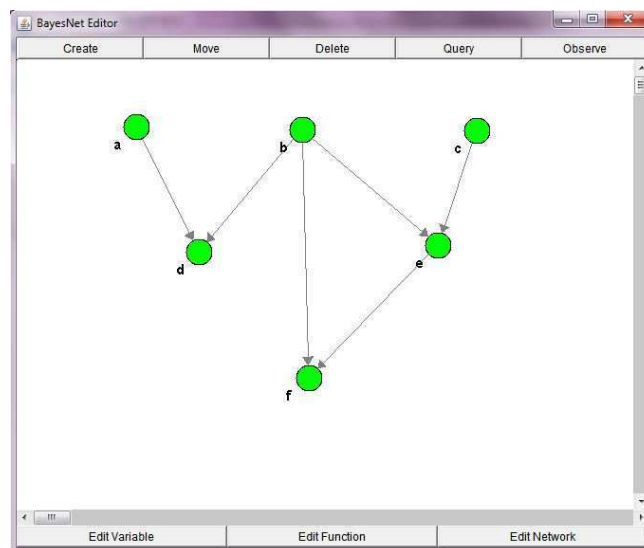 BayesNet Editor
Create Move Delete Query Observe
a b c
d e
f
Edit Variable Edit Function Edit Network